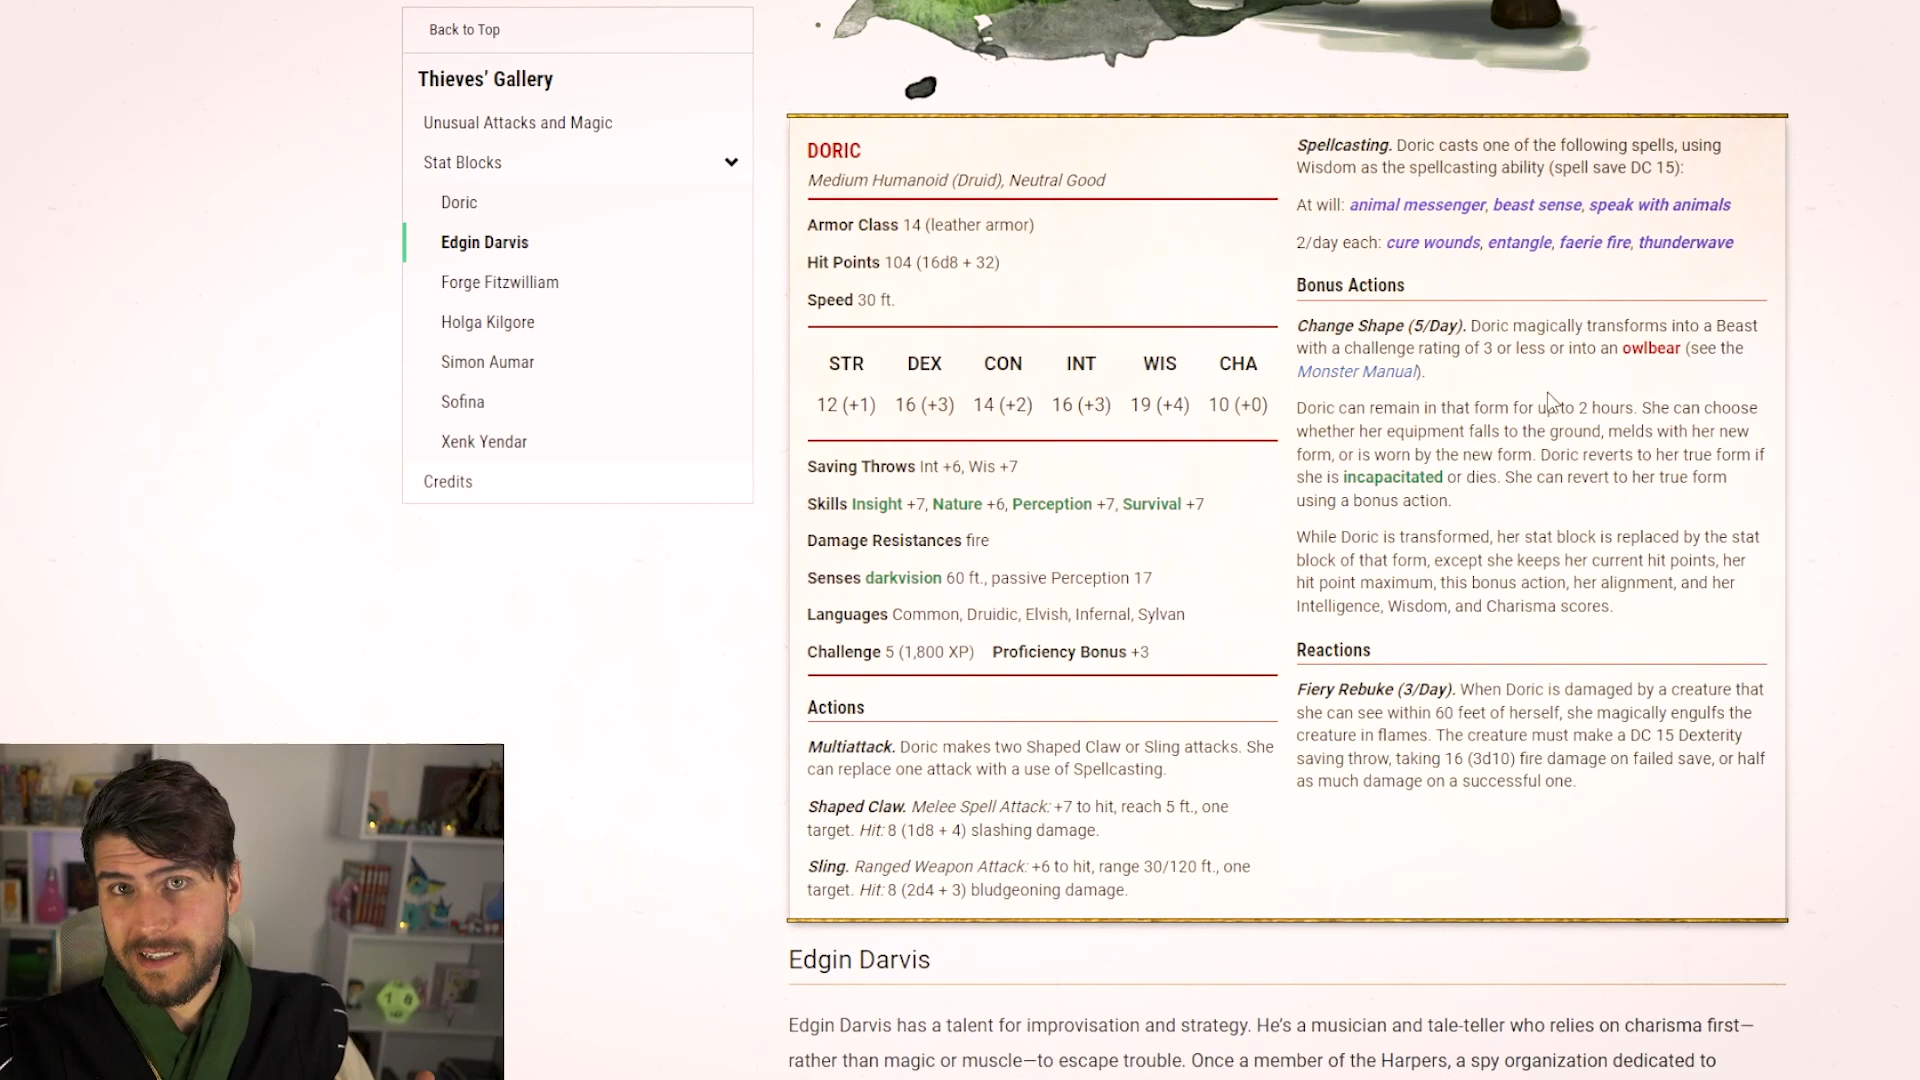 Back to Top
Thieves' Gallery
Unusual Attacks and Magic
Stat Blocks
Doric
Edgin Darvis
Forge Fitzwilliam
Holga Kilgore
Simon Aumar
Sofina
Xenk Yendar
Credits
DORIC
Medium Humanoid (Druid), Neutral Good
Armor Class 14 (leather armor)
Hit Points 104 (16d8 + 32)
Speed 30 ft.
STR DEX CON INT WIS CHA
12 (+1) 16 (+3) 14 (+2) 16 (+3) 19 (+4) 10 (+0)
Saving Throws Int +6, Wis +7
Skills Insight +7, Nature +6, Perception +7, Survival +7
Damage Resistances fire
Senses darkvision 60 ft., passive Perception 17
Languages Common, Druidic, Elvish, Infernal, Sylvan
Challenge 5 (1,800 XP) Proficiency Bonus +3
Actions
Multiattack. Doric makes two Shaped Claw or Sling attacks. She
can replace one attack with a use of Spellcasting.
Shaped Claw. Melee Spell Attack: +7 to hit, reach 5 ft., one
target. Hit: 8 (1d8 + 4) slashing damage.
Sling. Ranged Weapon Attack: +6 to hit, range 30/120 ft., one
target. Hit: 8 (2d4 + 3) bludgeoning damage.
Spellcasting. Doric casts one of the following spells, using
Wisdom as the spellcasting ability (spell save DC 15):
At will: animal messenger, beast sense, speak with animals
2/day each: cure wounds, entangle, faerie fire, thunderwave
Bonus Actions
Change Shape (5/Day). Doric magically transforms into a Beast
with a challenge rating of 3 or less or into an owlbear (see the
Monster Manual).
Doric can remain in that form for up to 2 hours. She can choose
whether her equipment falls to the ground, melds with her new
form, or is worn by the new form. Doric reverts to her true form if
she is incapacitated or dies. She can revert to her true form
using a bonus action.
While Doric is transformed, her stat block is replaced by the stat
block of that form, except she keeps her current hit points, her
hit point maximum, this bonus action, her alignment, and her
Intelligence, Wisdom, and Charisma scores.
Reactions
Fiery Rebuke (3/Day). When Doric is damaged by a creature that
she can see within 60 feet of herself, she magically engulfs the
creature in flames. The creature must make a DC 15 Dexterity
saving throw, taking 16 (3d10) fire damage on failed save, or half
as much damage on a successful one.
Edgin Darvis
Edgin Darvis has a talent for improvisation and strategy. He's a musician and tale-teller who relies on charisma first—
rather than magic or muscle—to escape trouble. Once a member of the Harpers, a spy organization dedicated to